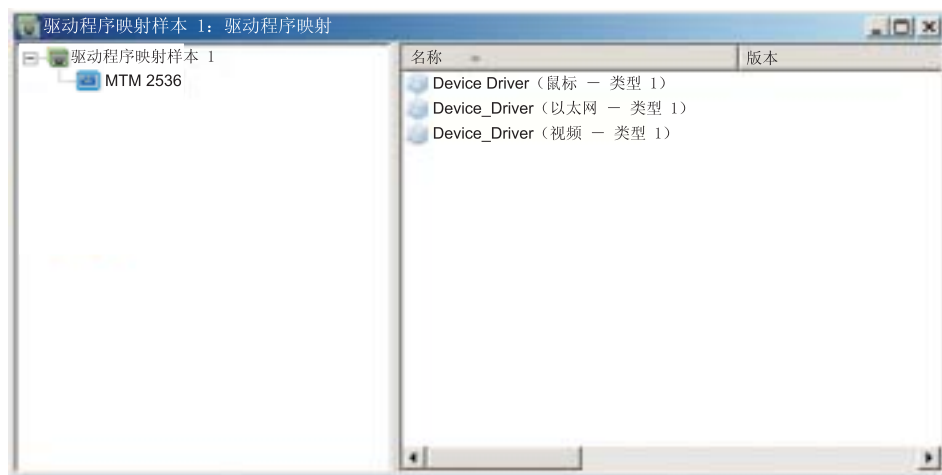 驱动程序映射样本 1：驱动程序映射
驱动程序映射样本 1
MTM 2536
名称 版本
Device Driver（鼠标 － 类型 1）
Device_Driver（以太网 － 类型 1）
Device_Driver（视频 － 类型 1）